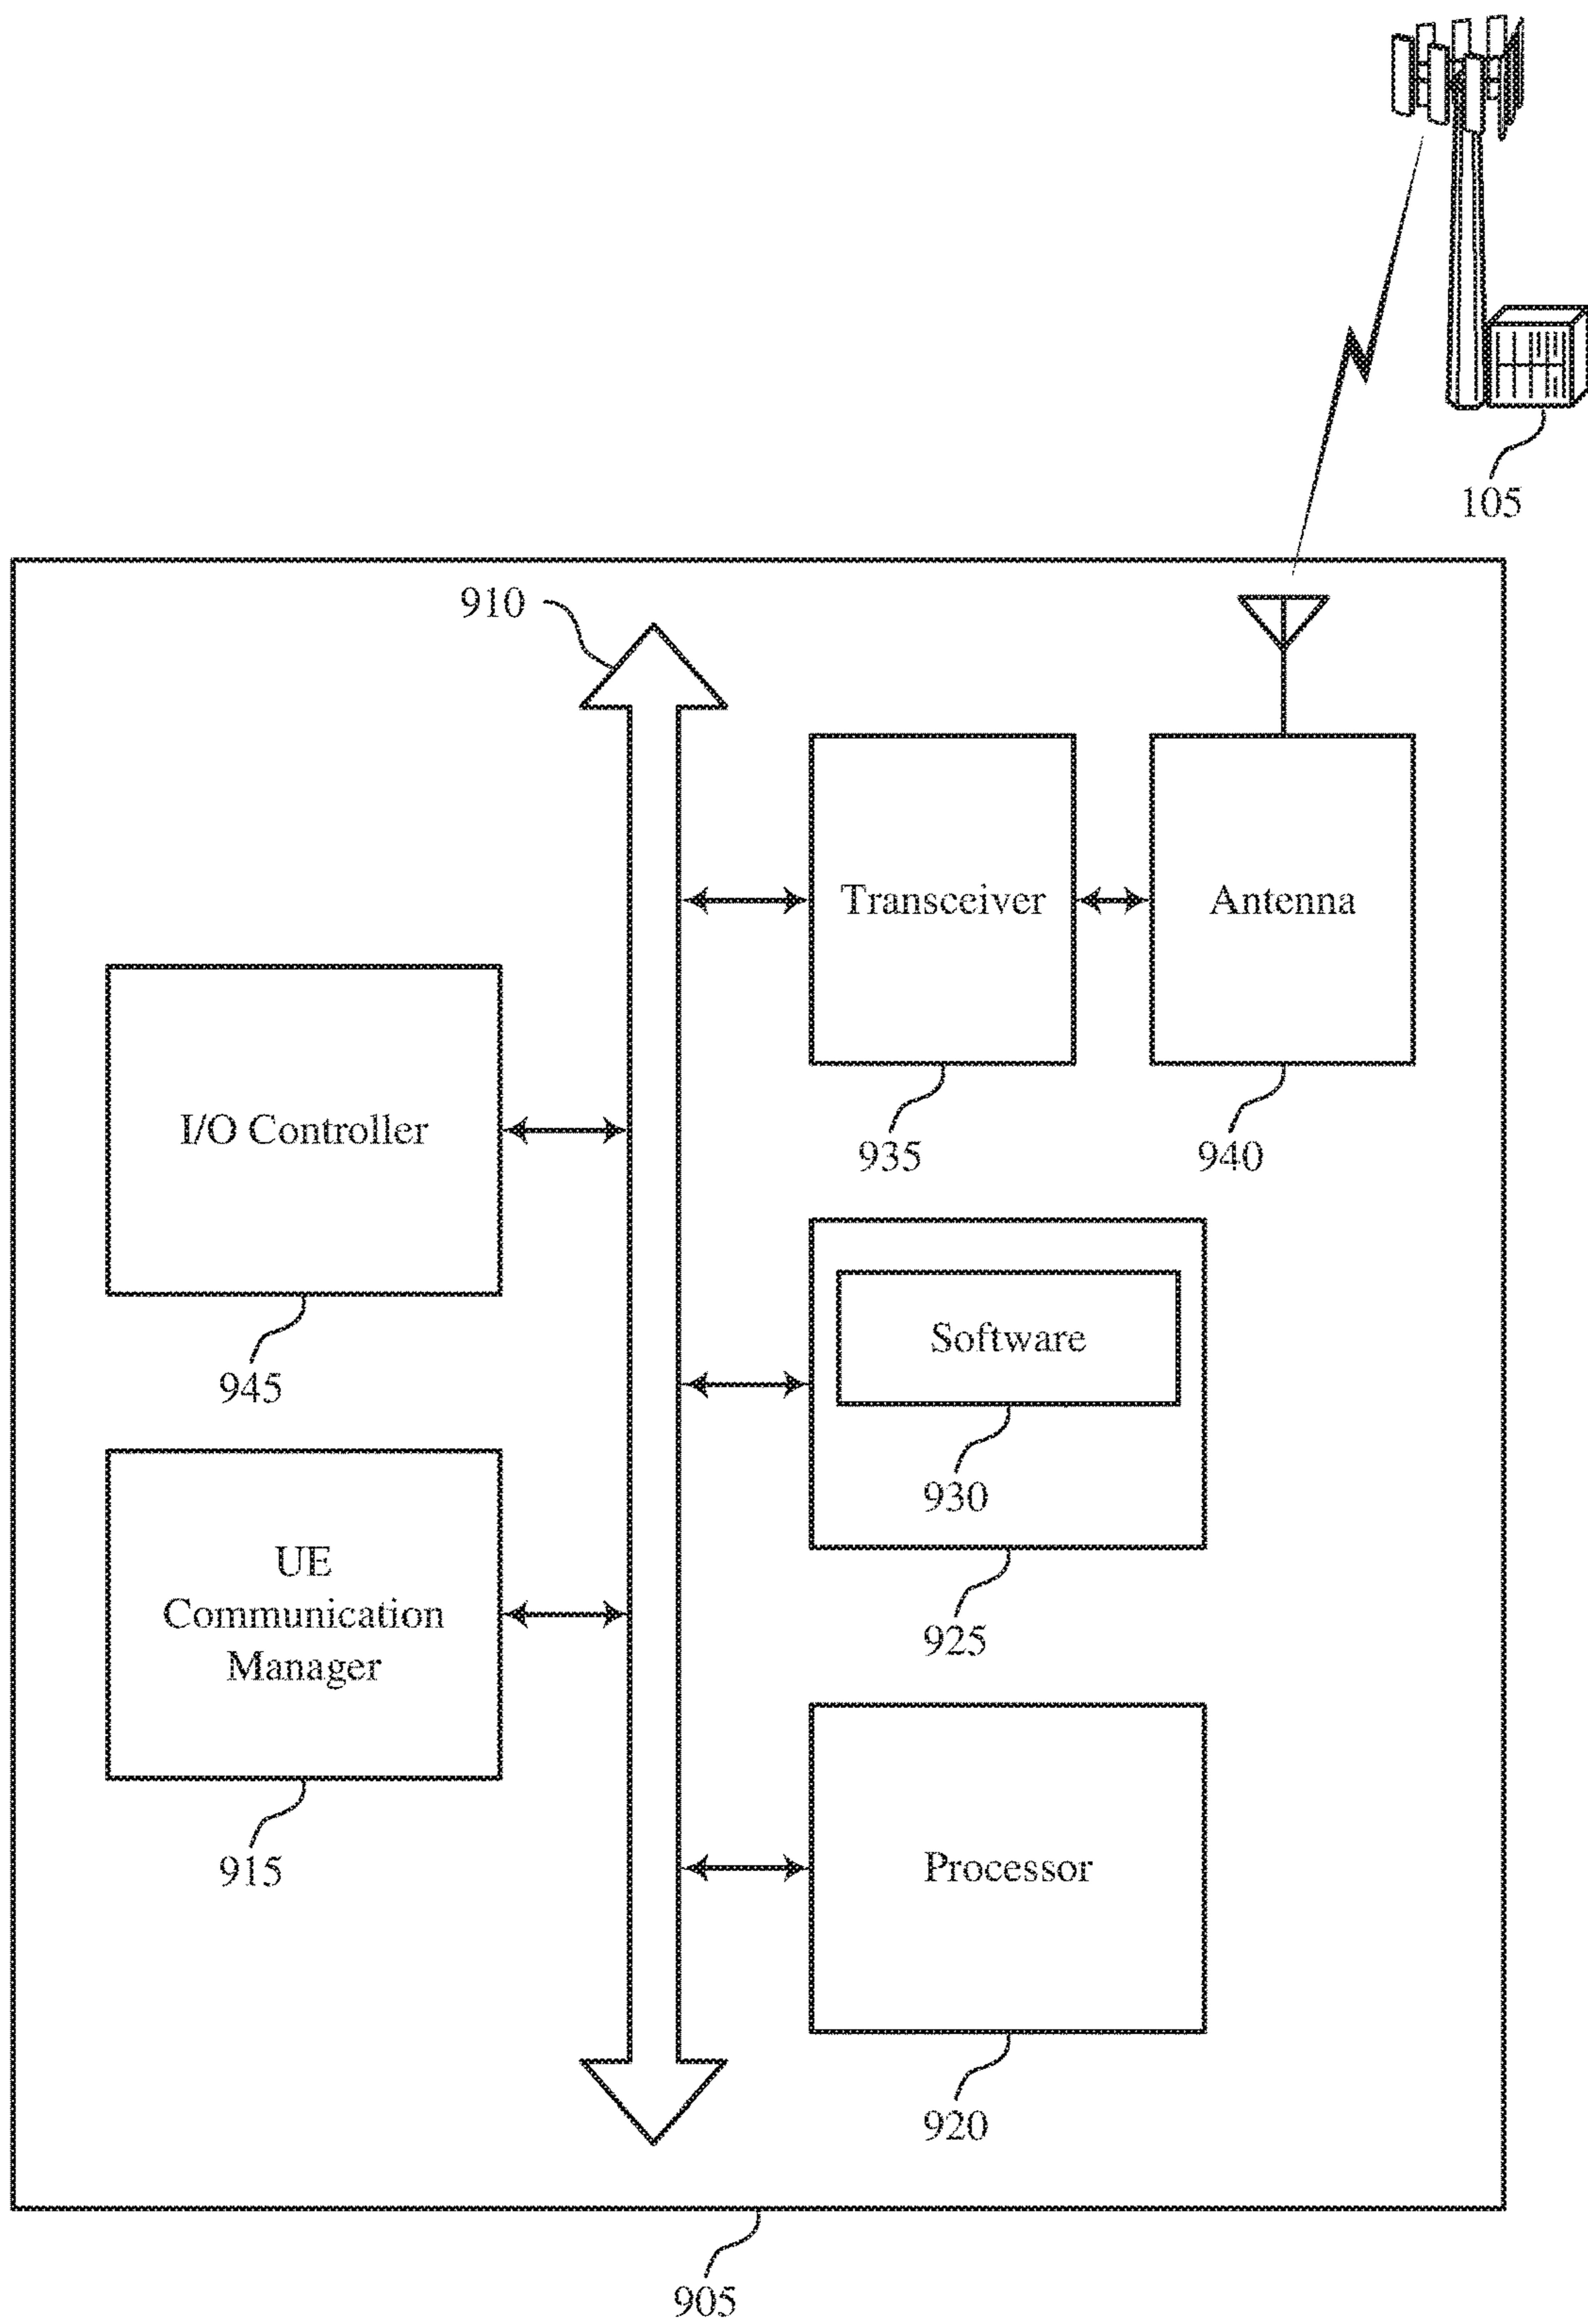 105
910
Transceiver
Antenna
935
940
I/O Controller
945
Software
930
925
UE
Communication
Manager
915
Processor
920
905